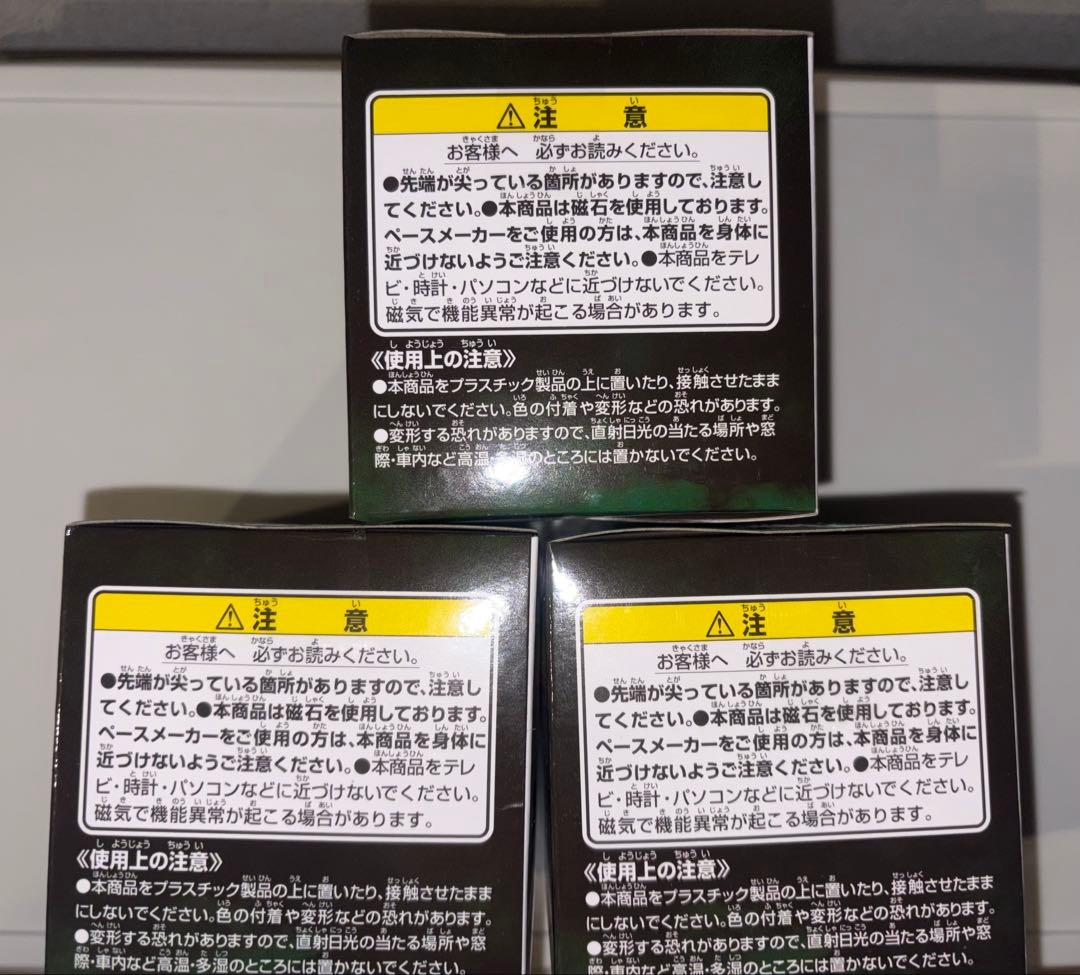 ⚠注 意
お客様へ 必ずお読みください。
●先端が尖っている箇所がありますので、注意し
てください。●本商品は磁石を使用しております。
ペースメーカーをご使用の方は、本商品を身体に
近づけないようご注意ください。●本商品をテレ
ビ・時計・パソコンなどに近づけないでください。
磁気で機能異常が起こる場合があります。
《使用上の注意》
●本商品をプラスチック製品の上に置いたり、接触させたまま
にしないでください。色の付着や変形などの恐れがあります。
●変形する恐れがありますので、直射日光の当たる場所や窓
際・車内など高温・多湿のところには置かないでください。
⚠注 意
お客様へ 必ずお読みください。
●先端が尖っている箇所がありますので、注意し
てください。●本商品は磁石を使用しております。
ペースメーカーをご使用の方は、本商品を身体に
近づけないようご注意ください。●本商品をテレ
ビ・時計・パソコンなどに近づけないでください。
磁気で機能異常が起こる場合があります。
《使用上の注意》
●本商品をプラスチック製品の上に置いたり、接触させたまま
にしないでください。色の付着や変形などの恐れがあります。
●変形する恐れがありますので、直射日光の当たる場所や窓
際・車内など高温・多湿のところには置かないでください。
⚠注 意
お客様へ 必ずお読みください。
●先端が尖っている箇所がありますので、注意し
てください。●本商品は磁石を使用しております。
ペースメーカーをご使用の方は、本商品を身体に
近づけないようご注意ください。●本商品をテレ
ビ・時計・パソコンなどに近づけないでください。
磁気で機能異常が起こる場合があります。
《使用上の注意》
●本商品をプラスチック製品の上に置いたり、接触させたまま
にしないでください。色の付着や変形などの恐れがあります。
●変形する恐れがありますので、直射日光の当たる場所や窓
際・車内など高温・多湿のところには置かないでください。